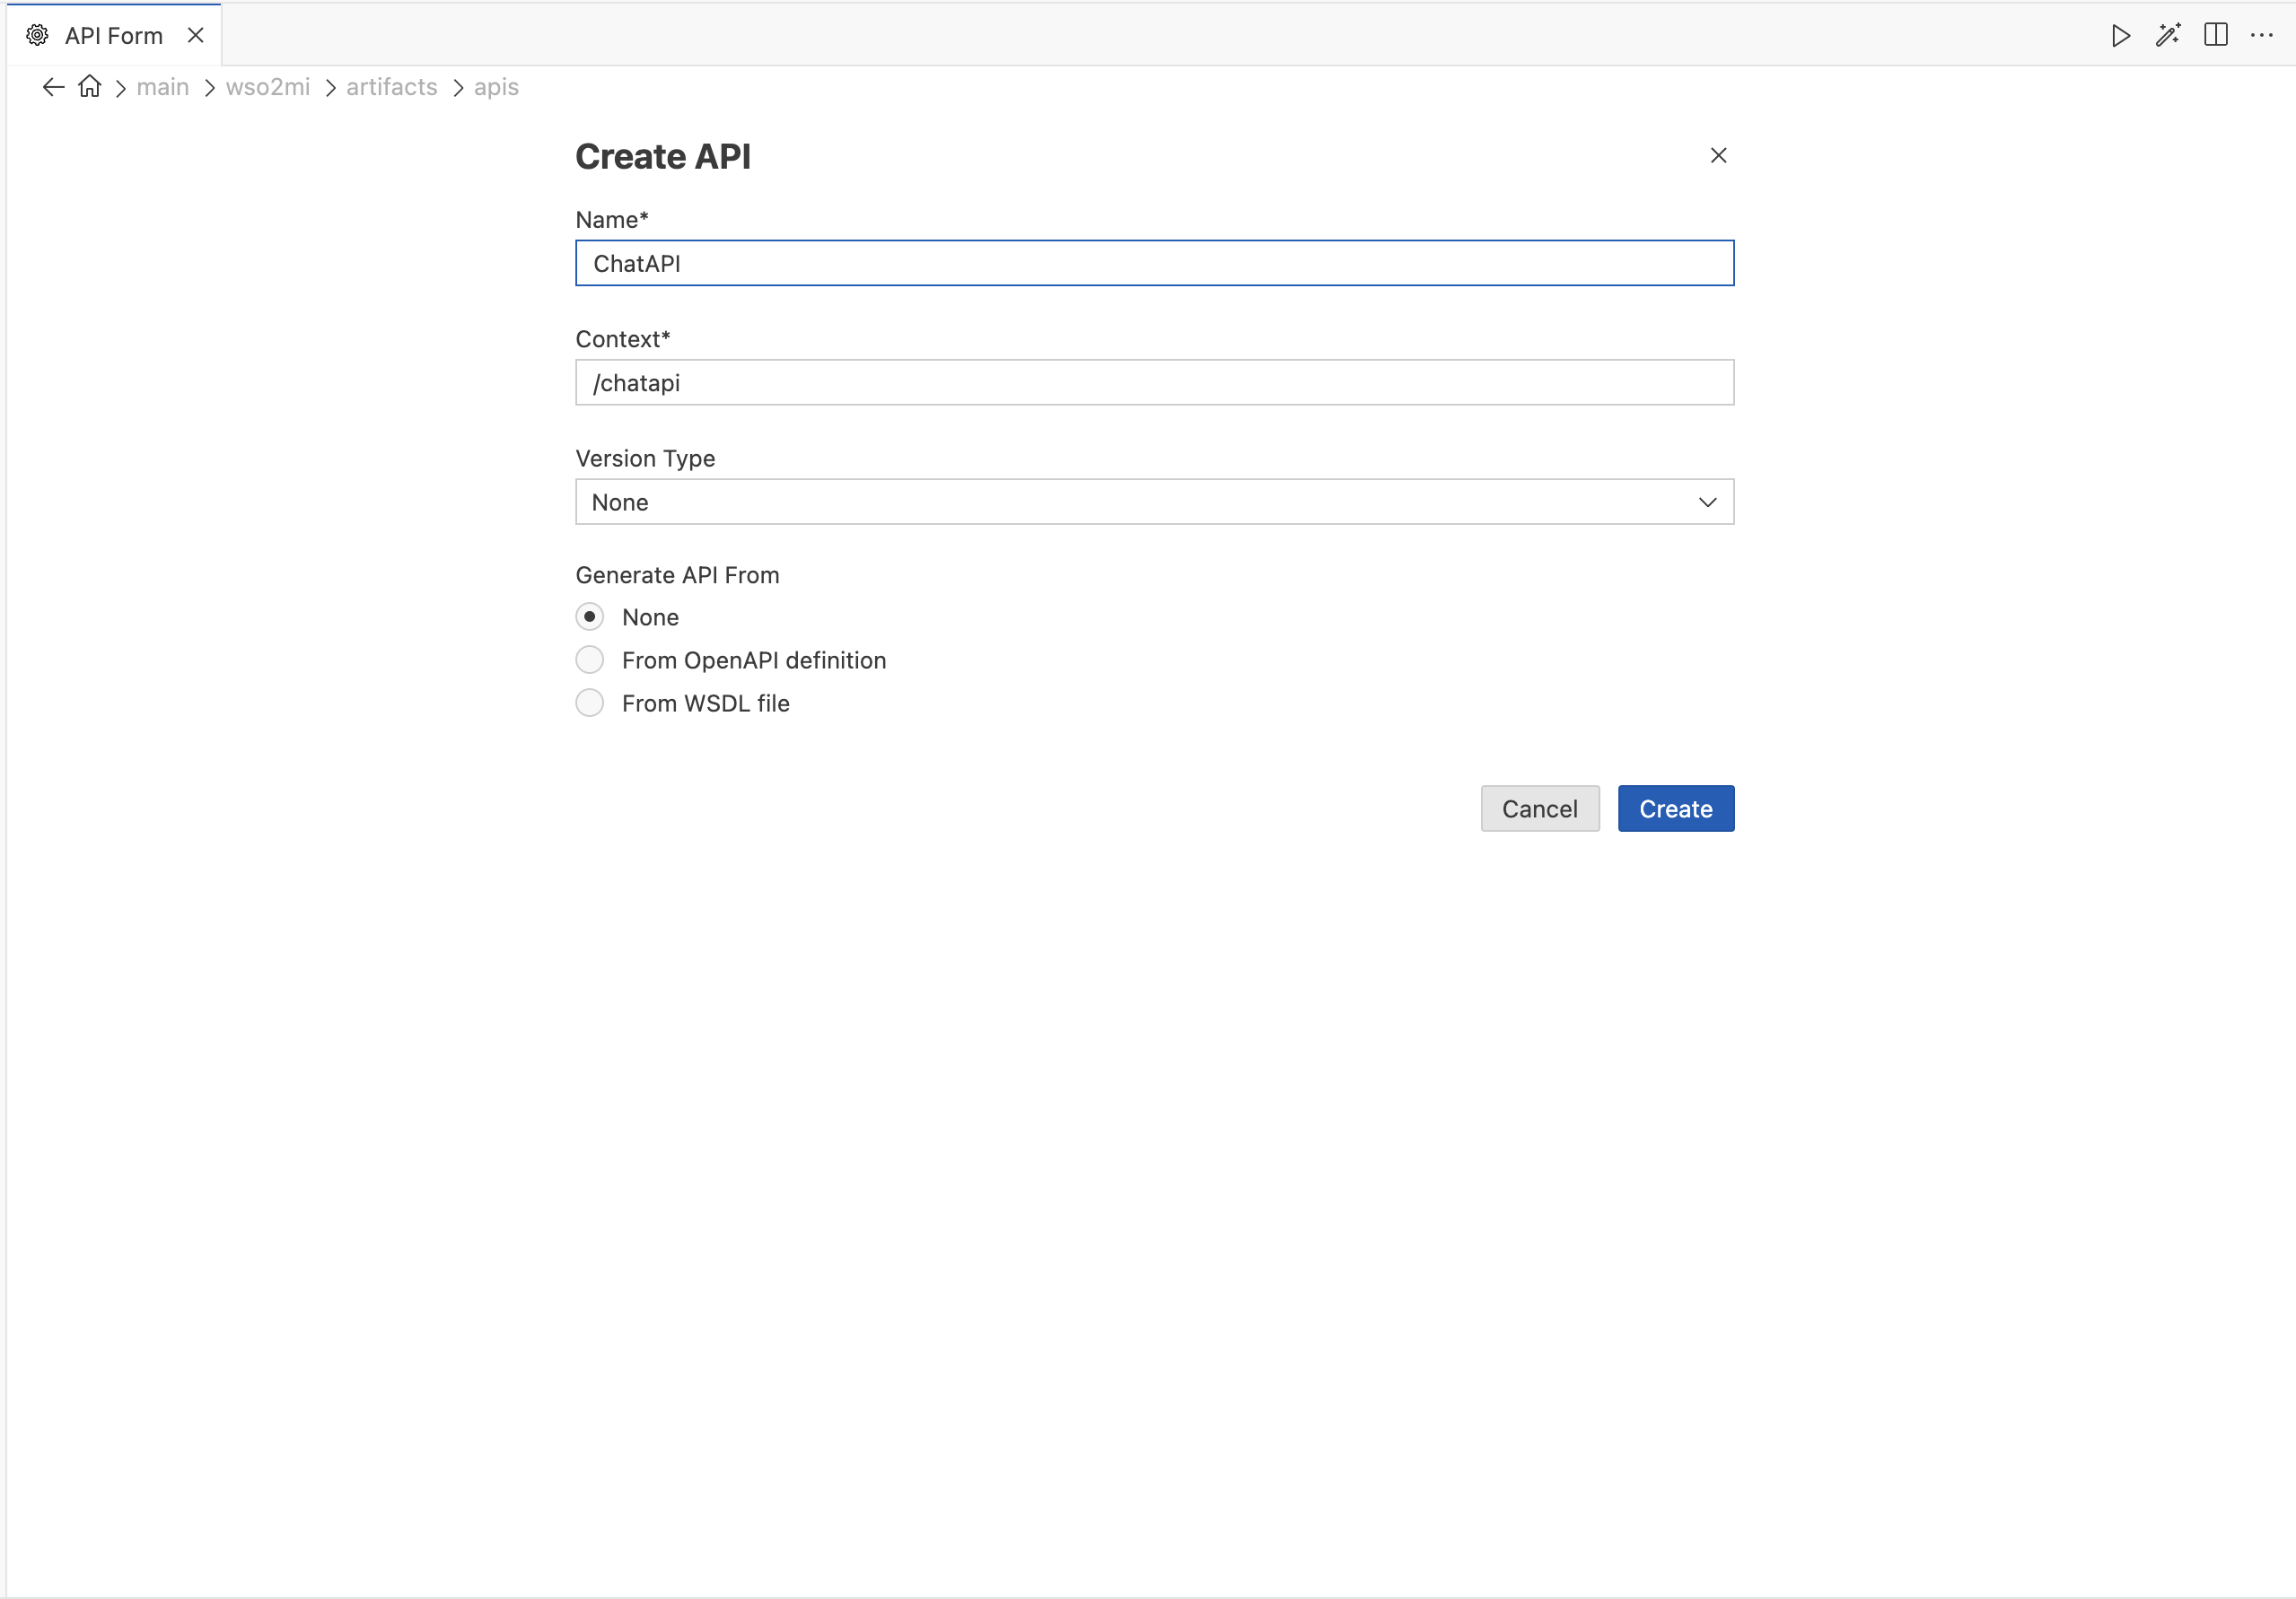 API Form
main > wso2mi > artifacts > apis
Create API
Name*
ChatAPI
Context*
/chatapi
Version Type
None
Generate API From
None
From OpenAPI definition
From WSDL file
Cancel Create